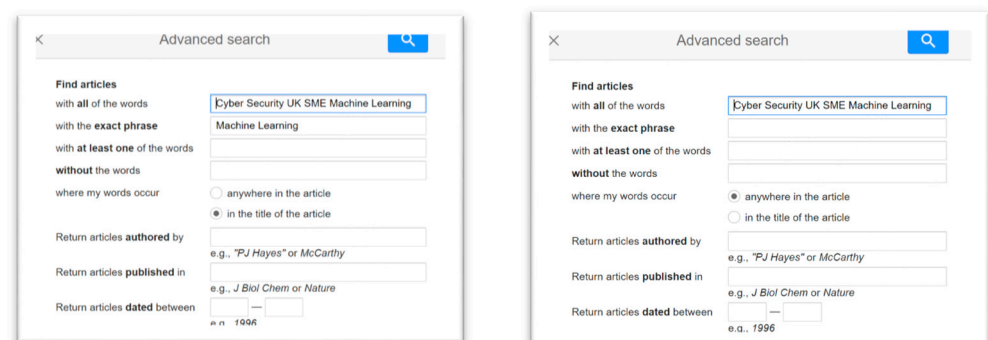 Advanced search
Find articles
with all of the words Cyber Security UK SME Machine Learning
with the exact phrase Machine Learning
with at least one of the words
without the words
where my words occur anywhere in the article
in the title of the article
Return articles authored by
e.g., "PJ Hayes" or McCarthy
Return articles published in
e.g., J Biol Chem or Nature
Return articles dated between —
e.g., 1996
Advanced search
Find articles
with all of the words Cyber Security UK SME Machine Learning
with the exact phrase
with at least one of the words
without the words
where my words occur anywhere in the article
in the title of the article
Return articles authored by
e.g., "PJ Hayes" or McCarthy
Return articles published in
e.g., J Biol Chem or Nature
Return articles dated between —
e.g., 1996